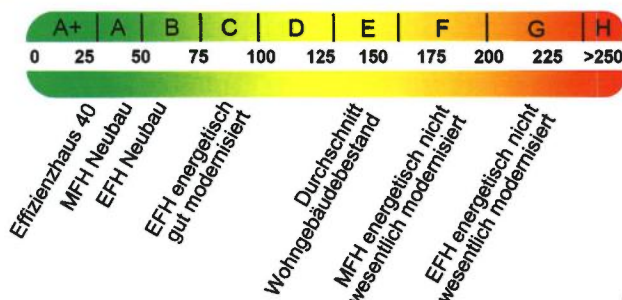 A+ A B C D E F G H
0 25 50 75 100 125 150 175 200 225 >250
Effizienzhaus 40
MFH Neubau
EFH Neubau
EFH energetisch
gut modernisiert
Durchschnitt
Wohngebäudebestand
MFH energetisch nicht
wesentlich modernisiert
EFH energetisch nicht
wesentlich modernisiert